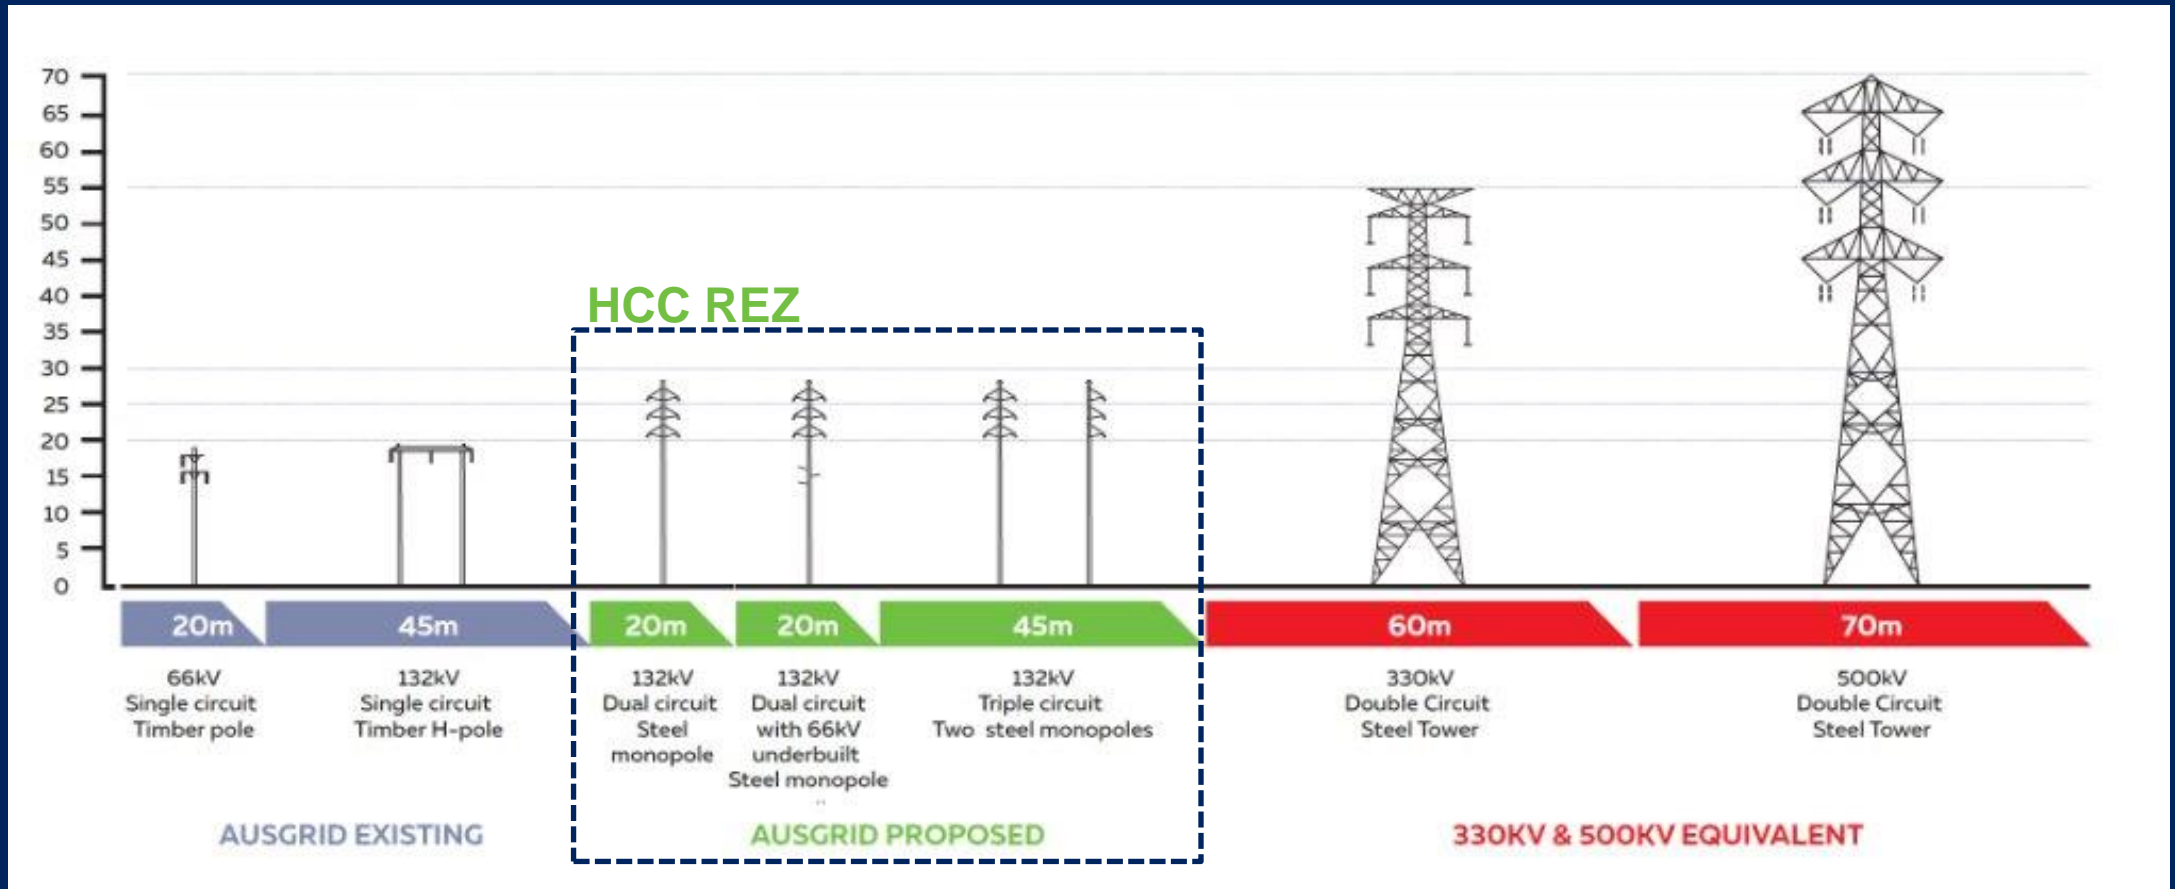 70
65
60
55
50
45
40
35
30
25
20
15
10
5
0
HCC REZ
20m
45m
20m
20m
45m
60m
70m
66kV
Single circuit
Timber pole
132kV
Single circuit
Timber H-pole
132kV
Dual circuit
Steel
monopole
132kV
Dual circuit
with 66kV
underbuilt
Steel monopole
132kV
Triple circuit
Two steel monopoles
330kV
Double Circuit
Steel Tower
500kV
Double Circuit
Steel Tower
AUSGRID EXISTING
AUSGRID PROPOSED
330KV & 500KV EQUIVALENT